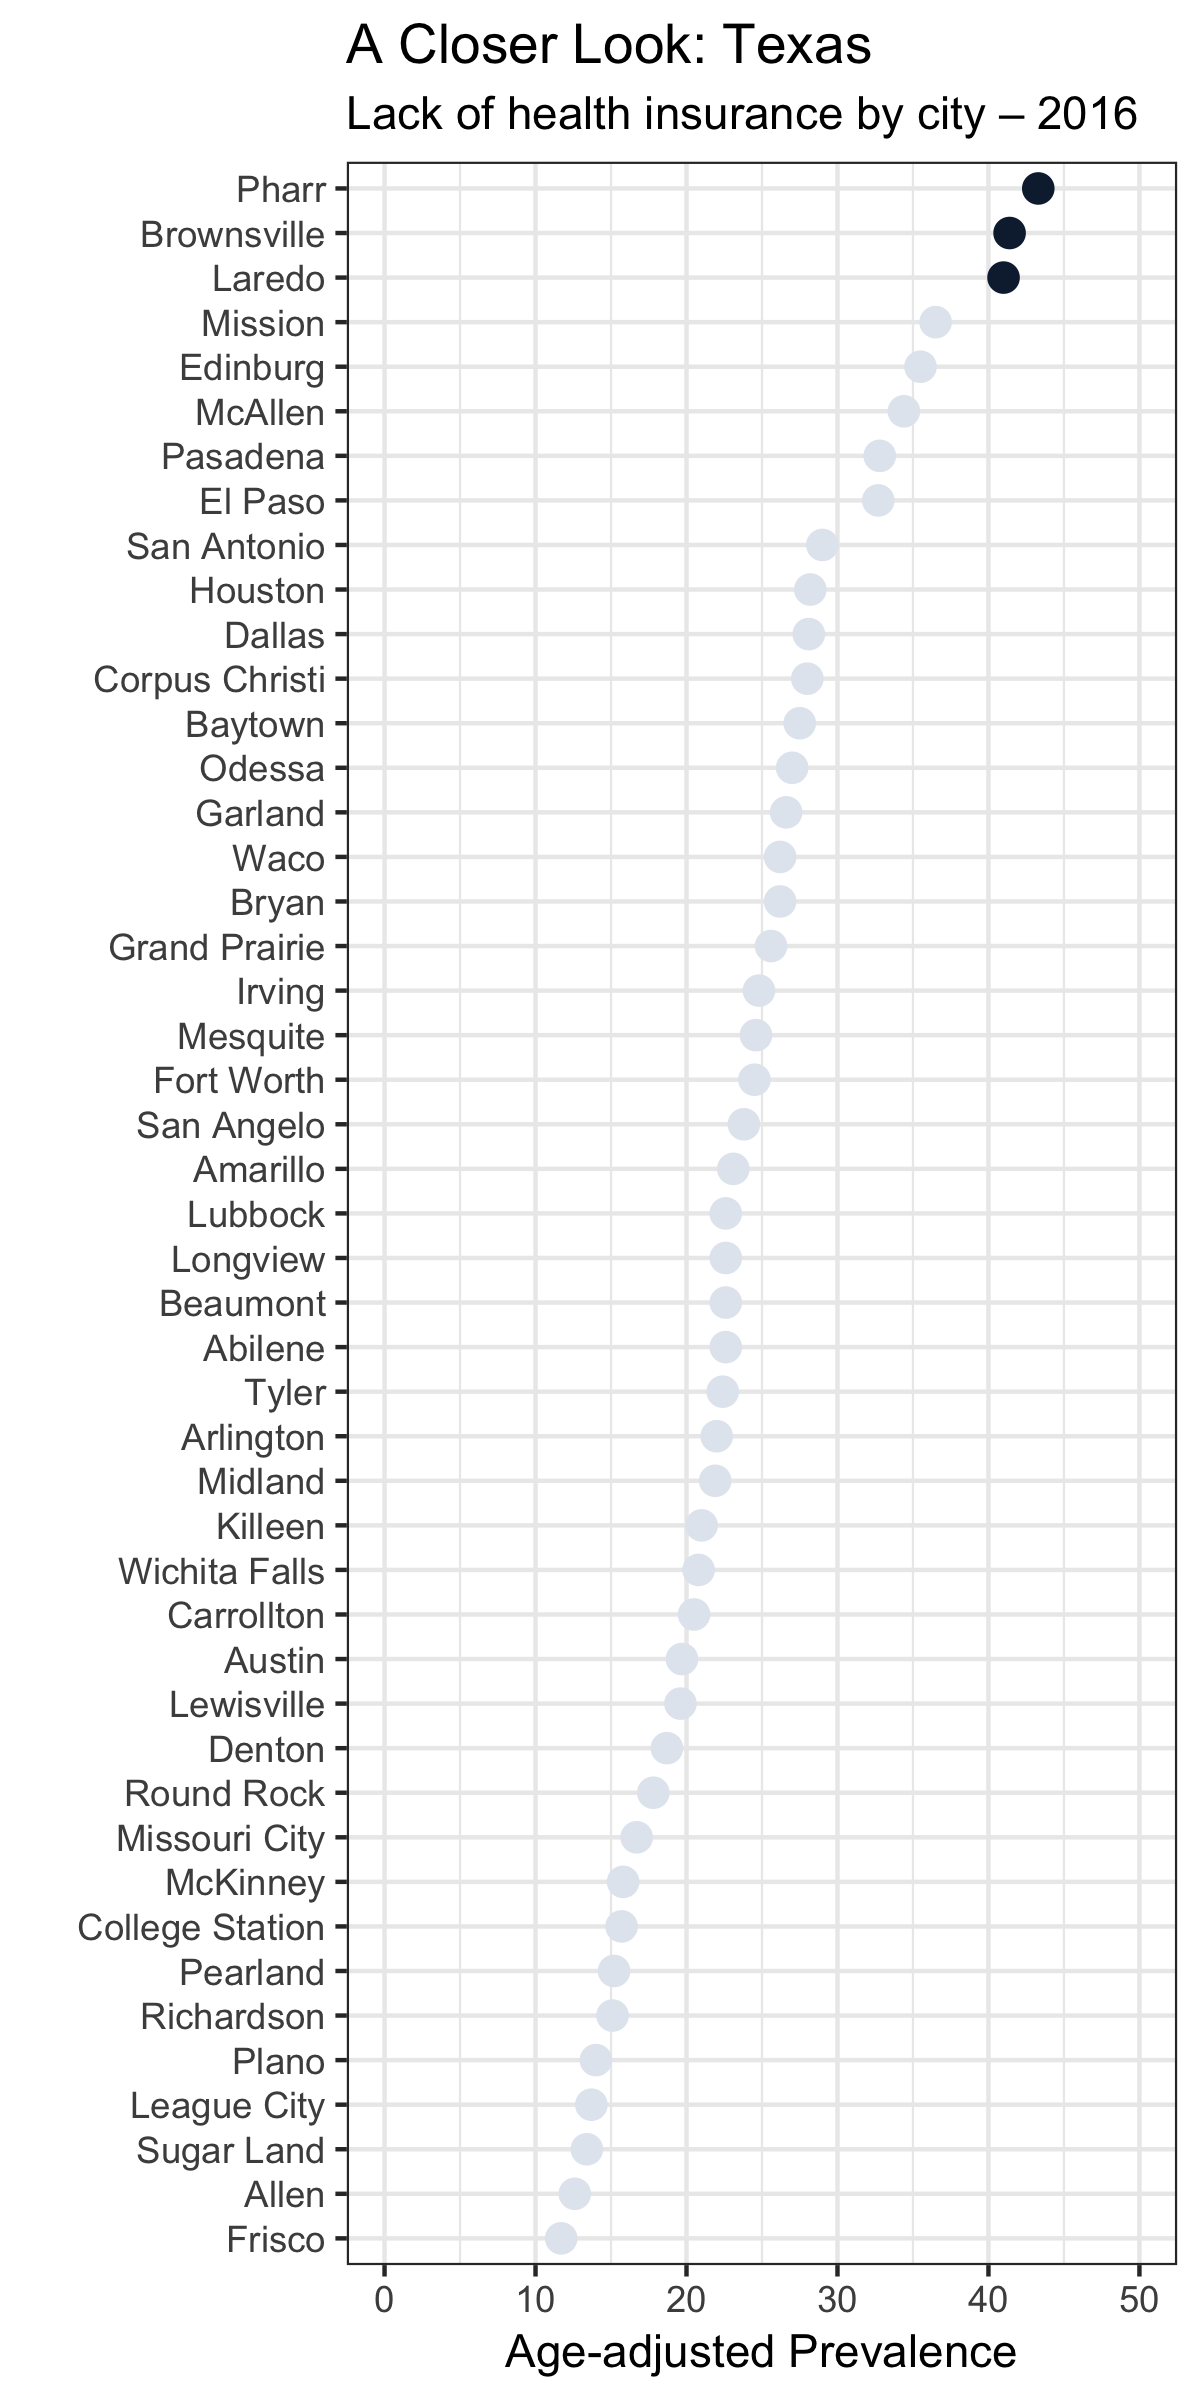 A Closer Look: Texas
Lack of health insurance by city – 2016
Pharr
Brownsville
Laredo
Mission
Edinburg
McAllen
Pasadena
El Paso
San Antonio
Houston
Dallas
Corpus Christi
Baytown
Odessa
Garland
Waco
Bryan
Grand Prairie
Irving
Mesquite
Fort Worth
San Angelo
Amarillo
Lubbock
Longview
Beaumont
Abilene
Tyler
Arlington
Midland
Killeen
Wichita Falls
Carrollton
Austin
Lewisville
Denton
Round Rock
Missouri City
McKinney
College Station
Pearland
Richardson
Plano
League City
Sugar Land
Allen
Frisco
0 10 20 30 40 50
Age-adjusted Prevalence